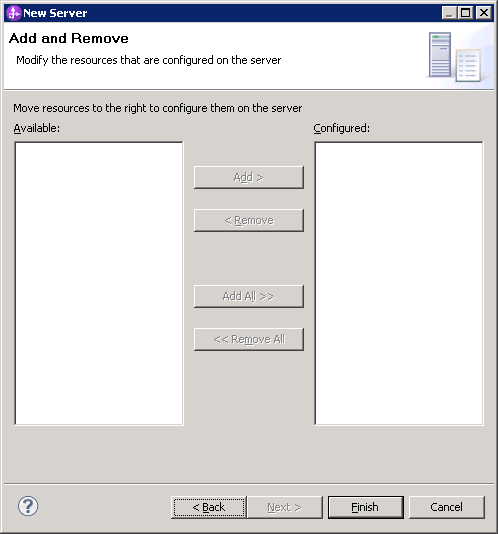 New Server
Add and Remove
Modify the resources that are configured on the server
Move resources to the right to configure them on the server
Available:
Configured:
Add >
< Remove
Add All >>
<< Remove All
?
< Back
Next >
Finish
Cancel